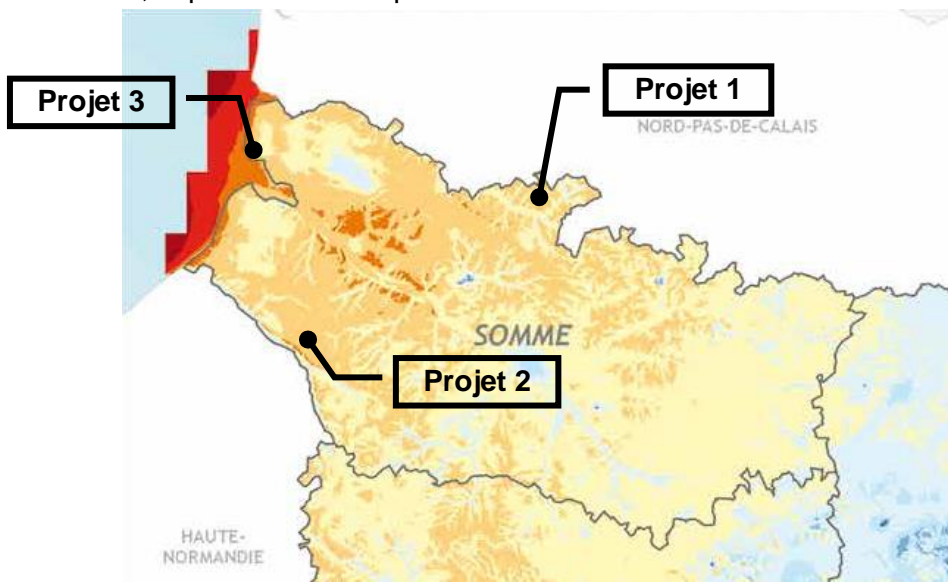 Projet 3
Projet 1
NORD-PAS-DE-CALAIS
SOMME
Projet 2
HAUTE-
NORMANDIE